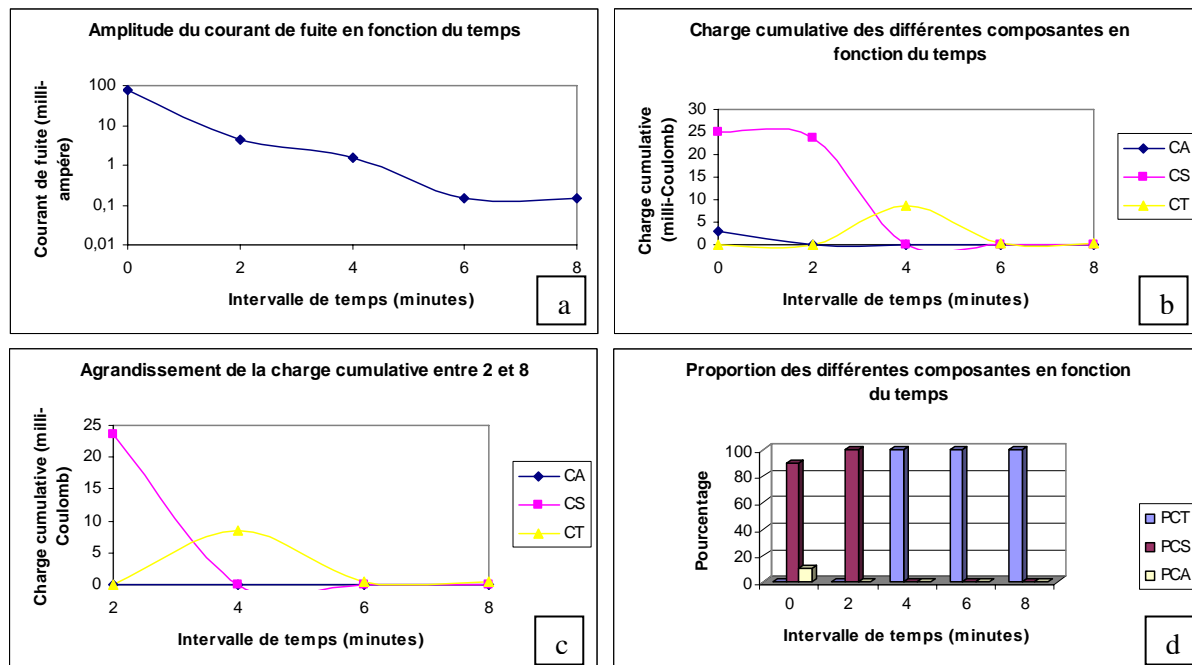 Amplitude du courant de fuite en fonction du temps
Courant de fuite (milli-
ampére)
100
10
1
0,1
0,01
0
2
4
6
8
Intervalle de temps (minutes)
a
Charge cumulative des différentes composantes en
fonction du temps
Charge cumulative
(milli-Coulomb)
30
25
20
15
10
5
0
0
2
4
6
8
Intervalle de temps (minutes)
CA
CS
CT
b
Agrandissement de la charge cumulative entre 2 et 8
Charge cumulative (milli-
Coulomb)
25
20
15
10
5
0
2
4
6
8
Intervalle de temps (minutes)
CA
CS
CT
c
Proportion des différentes composantes en fonction
du temps
Pourcentage
100
80
60
40
20
0
0
2
4
6
8
Intervalle de temps (minutes)
PCT
PCS
PCA
d